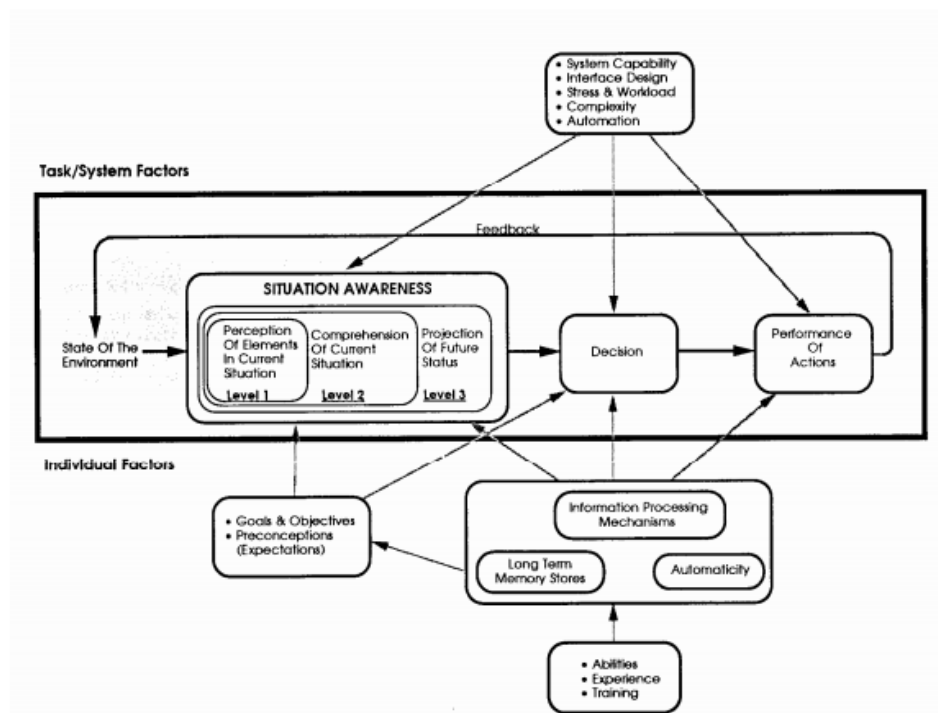 • System Capability
• Interface Design
• Stress & Workload
• Complexity
• Automation
Task/System Factors
Feedback
SITUATION AWARENESS
State Of The
Environment
Perception
Of Elements
In Current
Situation
Level 1
Comprehension
Of Current
Situation
Level 2
Projection
Of Future
Status
Level 3
Decision
Performance
Of
Actions
Individual Factors
• Goals & Objectives
• Preconceptions
(Expectations)
Information Processing
Mechanisms
Long Term
Memory Stores
Automaticity
• Abilities
• Experience
• Training